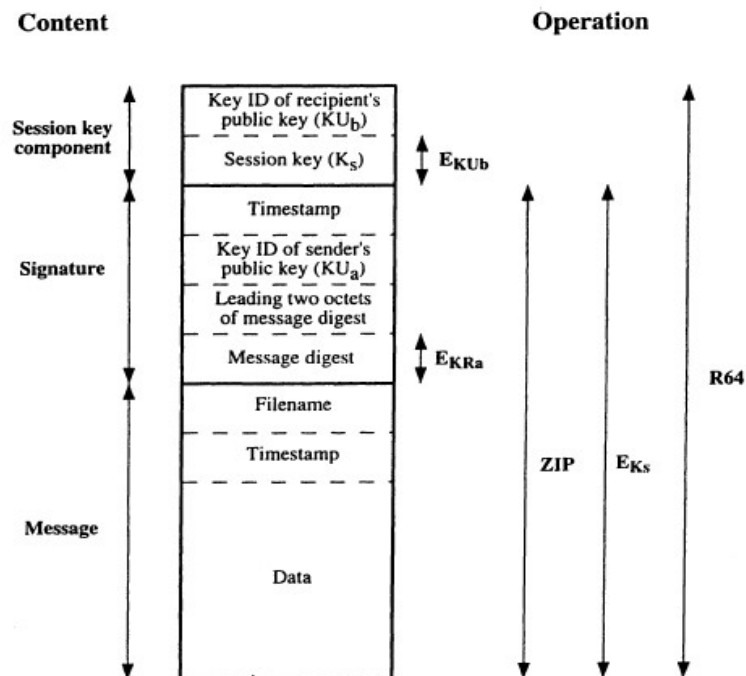 Content
Operation
Session key
component
Key ID of recipient's
public key (KUb)
Session key (Ks)
EKUb
Signature
Timestamp
Key ID of sender's
public key (KUa)
Leading two octets
of message digest
Message digest
EKRa
R64
Message
Filename
Timestamp
Data
ZIP
EKs